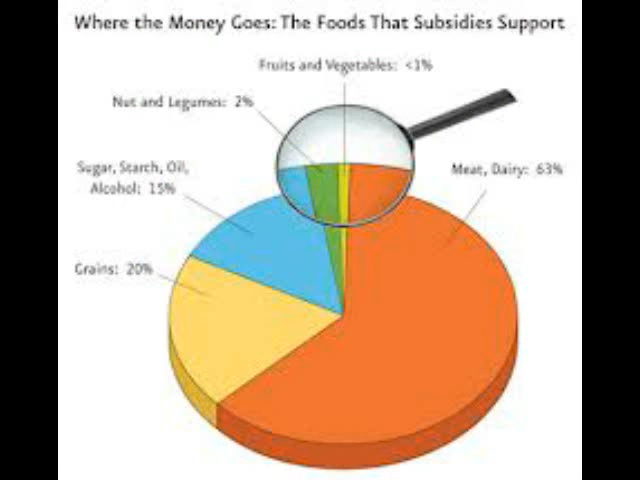 Where the Money Goes: The Foods That Subsidies Support
Fruits and Vegetables: <1%
Nut and Legumes: 2%
Sugar, Starch, Oil,
Alcohol: 15%
Meat, Dairy: 63%
Grains: 20%